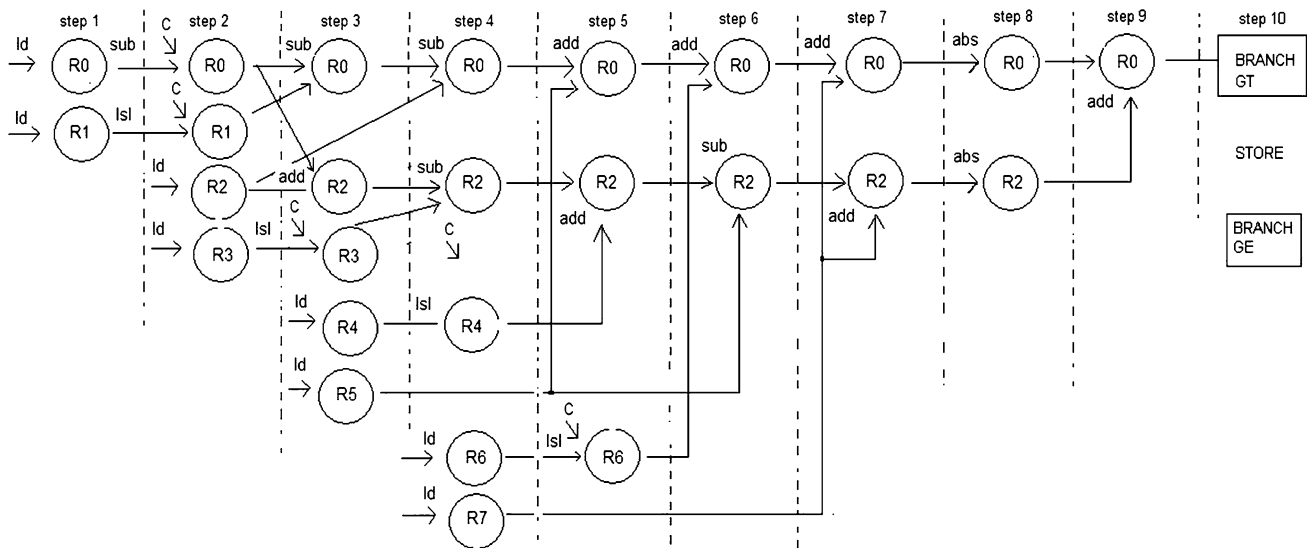 step 1 step 2 step 3 step 4 step 5 step 6 step 7 step 8 step 9 step 10
ld R0 sub C R0 sub R0 sub R0 add R0 add R0 add R0 abs R0 R0 BRANCH
GT
ld R1 lsl C R1 add
ld R2 add R2 sub R2 R2 sub R2 R2 abs R2 STORE
ld R3 lsl C R3 C add add BRANCH
GE
ld R4 lsl R4
ld R5
ld R6 lsl C R6
ld R7